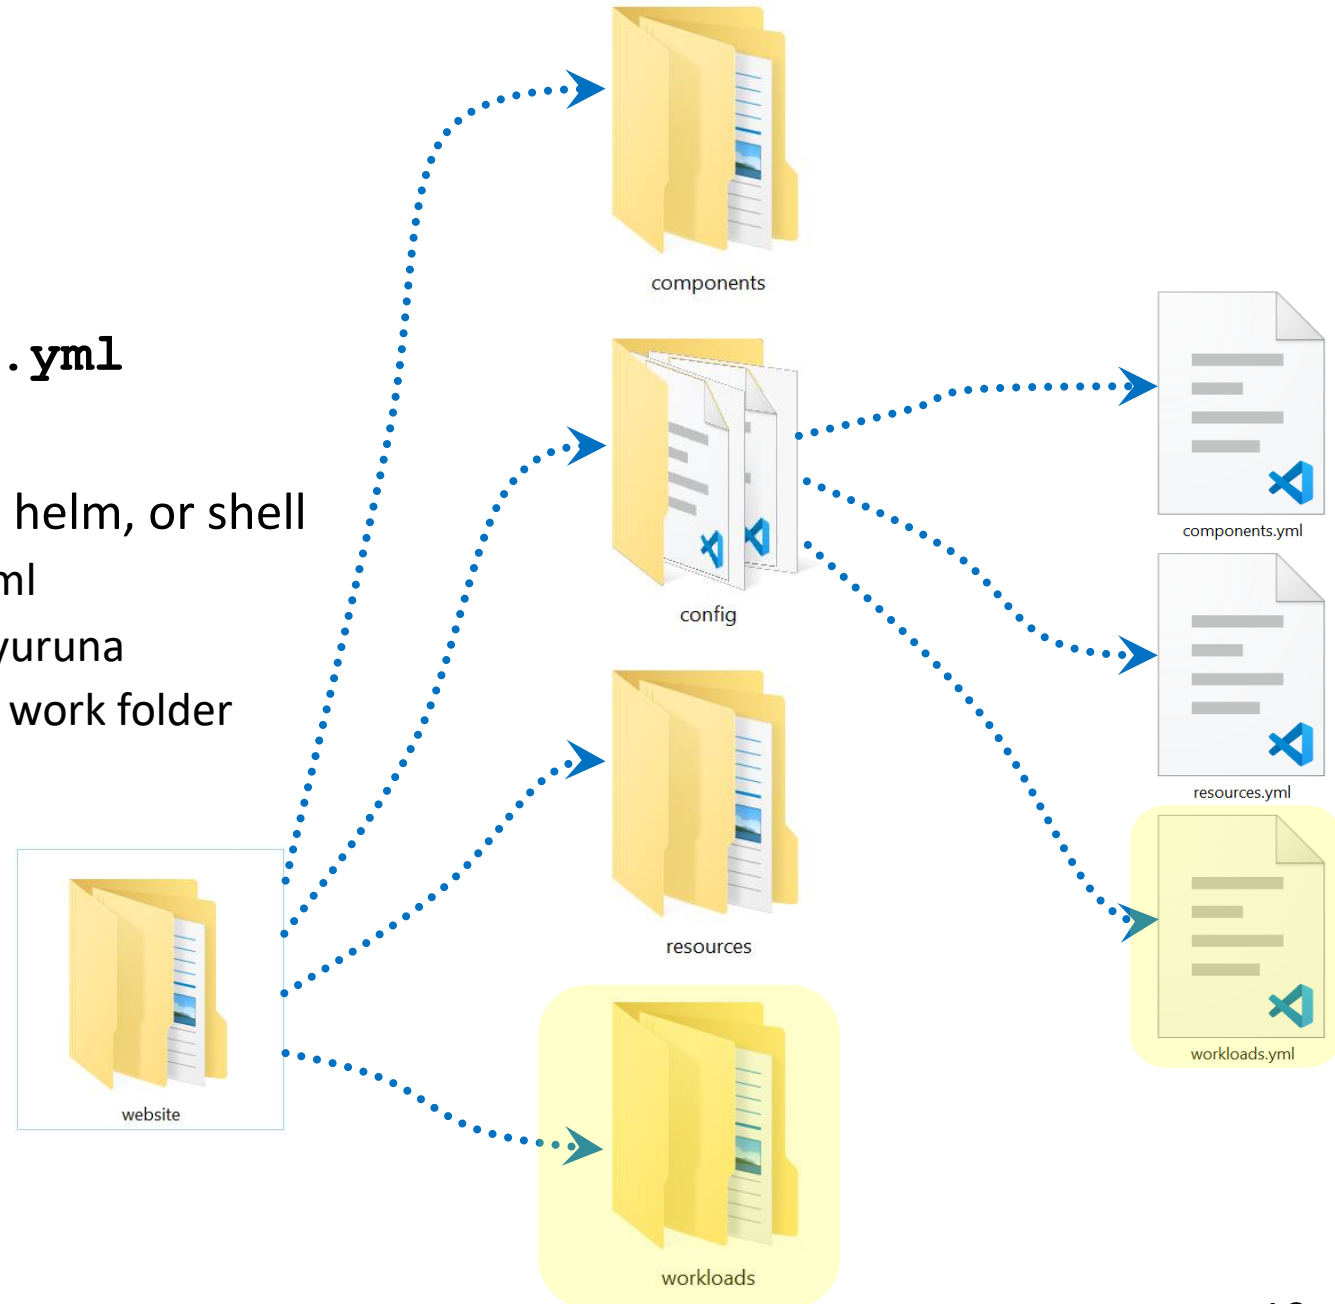 .yml
helm, or shell
ml
yuruna
work folder
components
config
resources
workloads
website
components.yml
resources.yml
workloads.yml